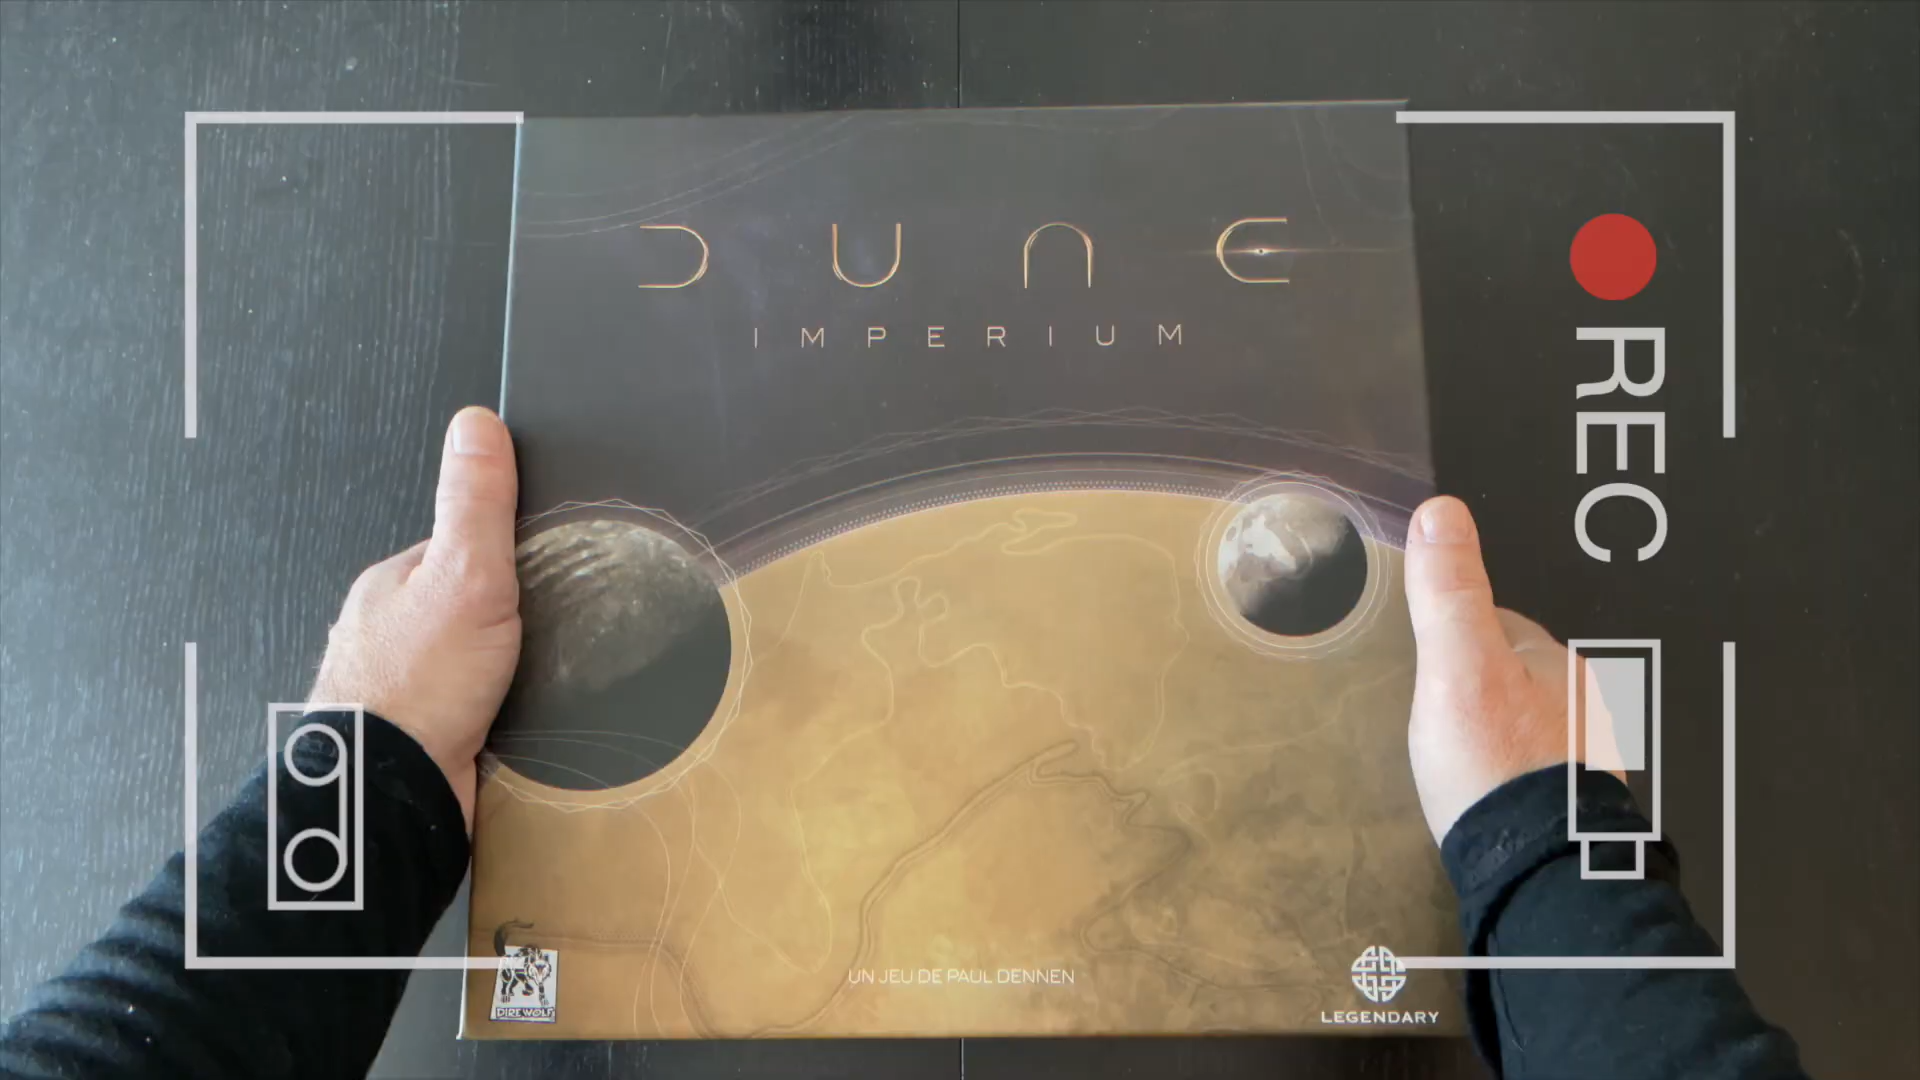 DUNE
IMPERIUM
REC
UN JEU DE PAUL DENNEN
DIRE WOLF
LEGENDARY